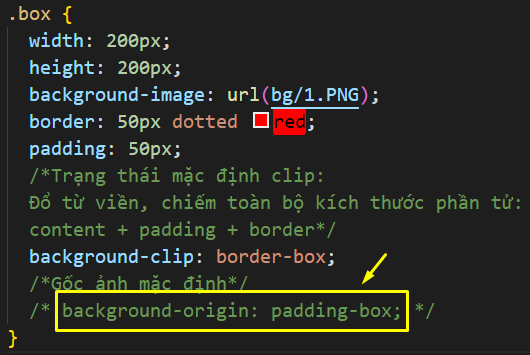 .box {
width: 200px;
height: 200px;
background-image: url(bg/1.PNG);
border: 50px dotted red;
padding: 50px;
/*Trạng thái mặc định clip:
Đổ từ viền, chiếm toàn bộ kích thước phần tử:
content + padding + border*/
background-clip: border-box;
/*Gốc ảnh mặc định*/
/* background-origin: padding-box; */
}